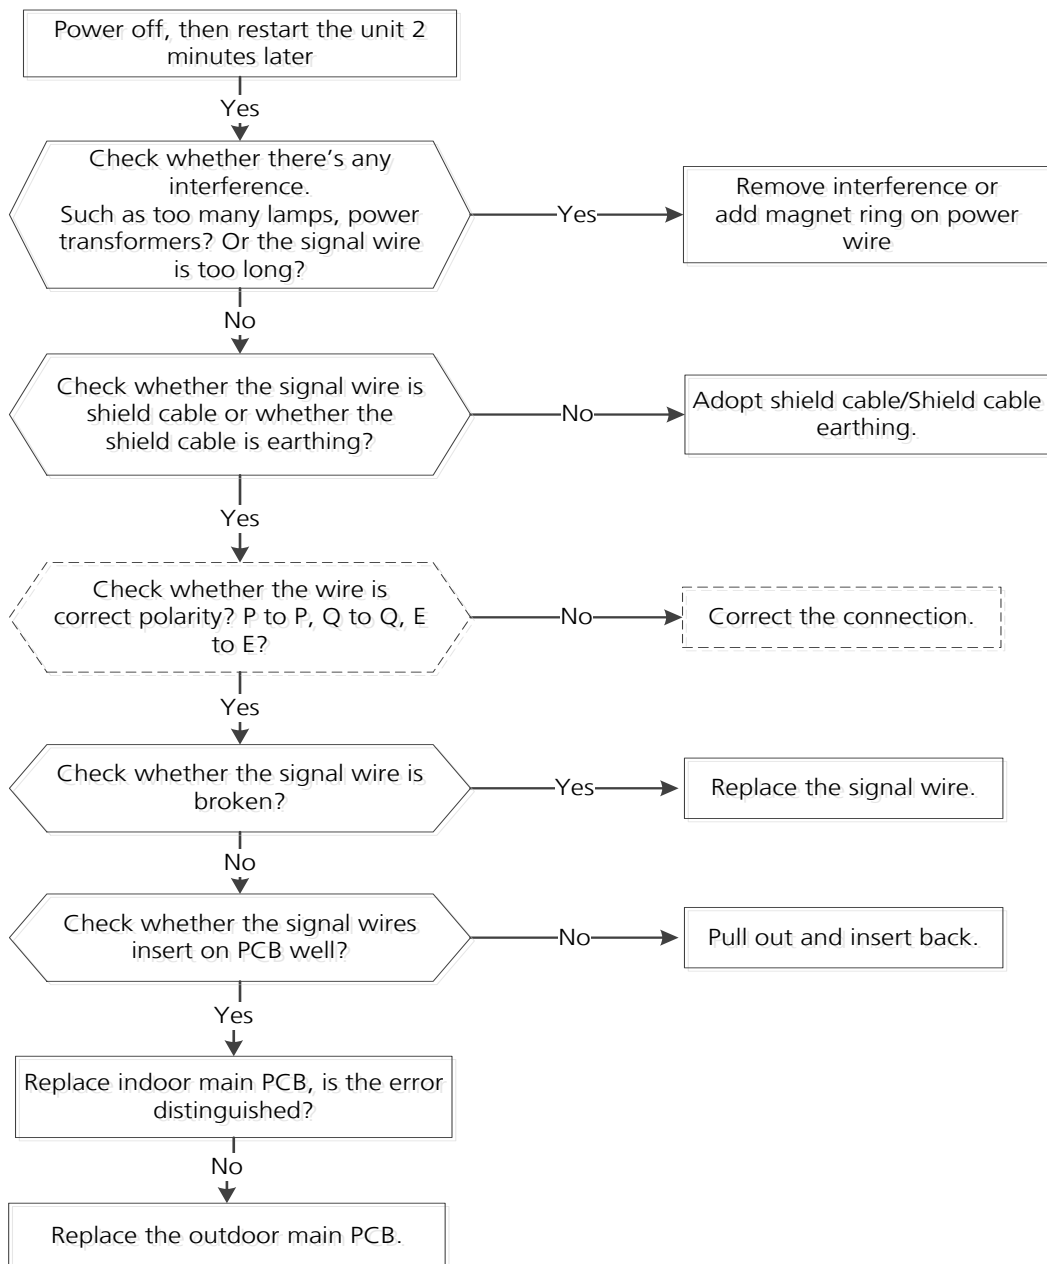 Power off, then restart the unit 2
minutes later
Yes
Check whether there's any
interference.
Such as too many lamps, power
transformers? Or the signal wire
is too long?
Yes
Remove interference or
add magnet ring on power
wire
No
Check whether the signal wire is
shield cable or whether the
shield cable is earthing?
No
Adopt shield cable/Shield cable
earthing.
Yes
Check whether the wire is
correct polarity? P to P, Q to Q, E
to E?
No
Correct the connection.
Yes
Check whether the signal wire is
broken?
Yes
Replace the signal wire.
No
Check whether the signal wires
insert on PCB well?
No
Pull out and insert back.
Yes
Replace indoor main PCB, is the error
distinguished?
No
Replace the outdoor main PCB.